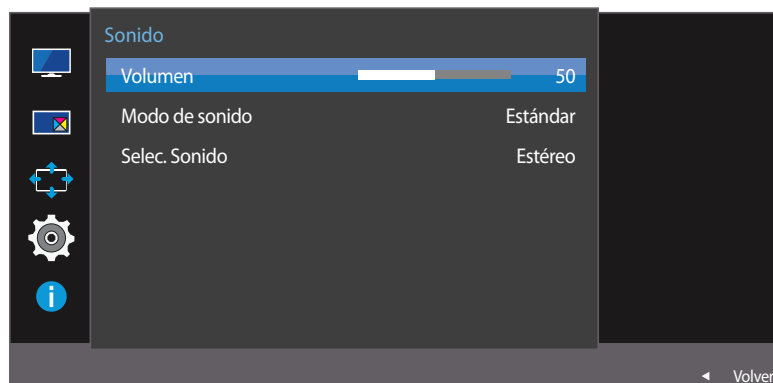 Sonido
Volumen 50
Modo de sonido Estándar
Selec. Sonido Estéreo
i
◄ Volver